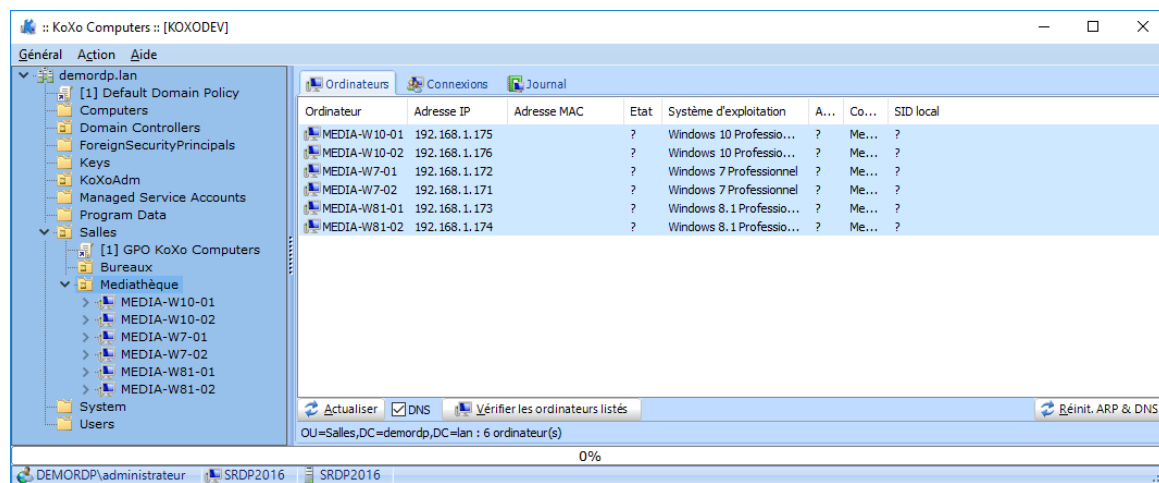 :: KoXo Computers :: [KOXODEV]
Général Action Aide
demordp.lan
[1] Default Domain Policy
Computers
Domain Controllers
ForeignSecurityPrincipals
Keys
KoXoAdm
Managed Service Accounts
Program Data
Salles
[1] GPO KoXo Computers
Bureaux
Mediathèque
MEDIA-W10-01
MEDIA-W10-02
MEDIA-W7-01
MEDIA-W7-02
MEDIA-W81-01
MEDIA-W81-02
System
Users
Ordinateurs Connexions Journal
Ordinateur Adresse IP Adresse MAC Etat Système d'exploitation A... Co... SID local
MEDIA-W10-01 192.168.1.175 ? Windows 10 Professio... ? Me... ?
MEDIA-W10-02 192.168.1.176 ? Windows 10 Professio... ? Me... ?
MEDIA-W7-01 192.168.1.172 ? Windows 7 Professionnel ? Me... ?
MEDIA-W7-02 192.168.1.171 ? Windows 7 Professionnel ? Me... ?
MEDIA-W81-01 192.168.1.173 ? Windows 8.1 Professio... ? Me... ?
MEDIA-W81-02 192.168.1.174 ? Windows 8.1 Professio... ? Me... ?
Actualiser DNS Vérifier les ordinateurs listés Réinit. ARP & DNS
OU=Salles,DC=demordp,DC=lan : 6 ordinateur(s)
0%
DEMORDP\administrateur SRDP2016 SRDP2016